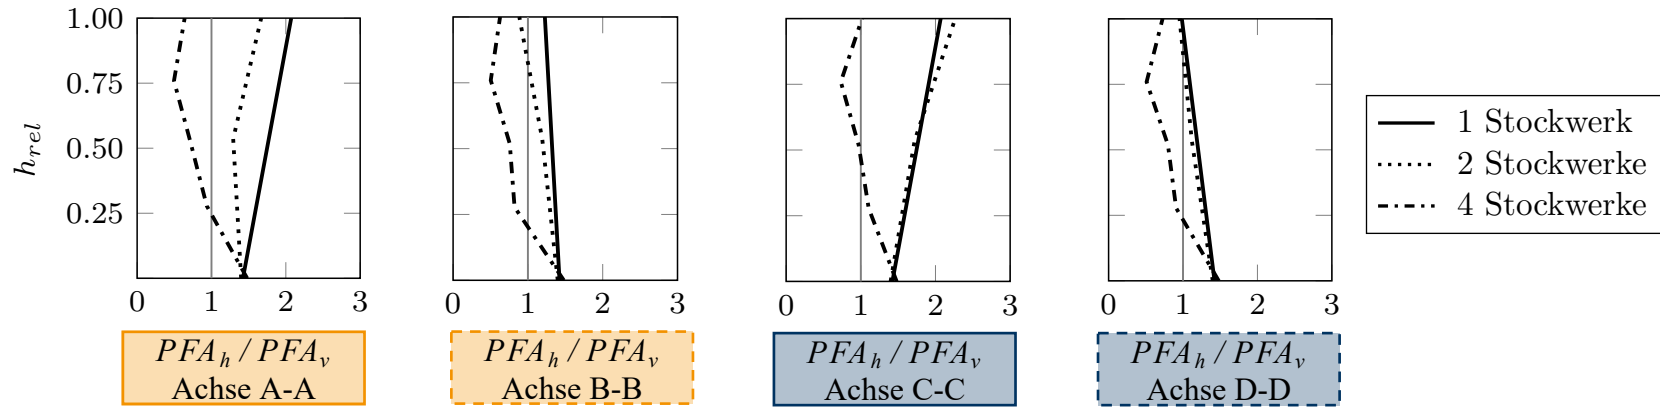 h_rel
1.00
0.75
0.50
0.25
0 1 2 3
0 1 2 3
0 1 2 3
0 1 2 3
PFA_h / PFA_v
Achse A-A
PFA_h / PFA_v
Achse B-B
PFA_h / PFA_v
Achse C-C
PFA_h / PFA_v
Achse D-D
1 Stockwerk
2 Stockwerke
4 Stockwerke